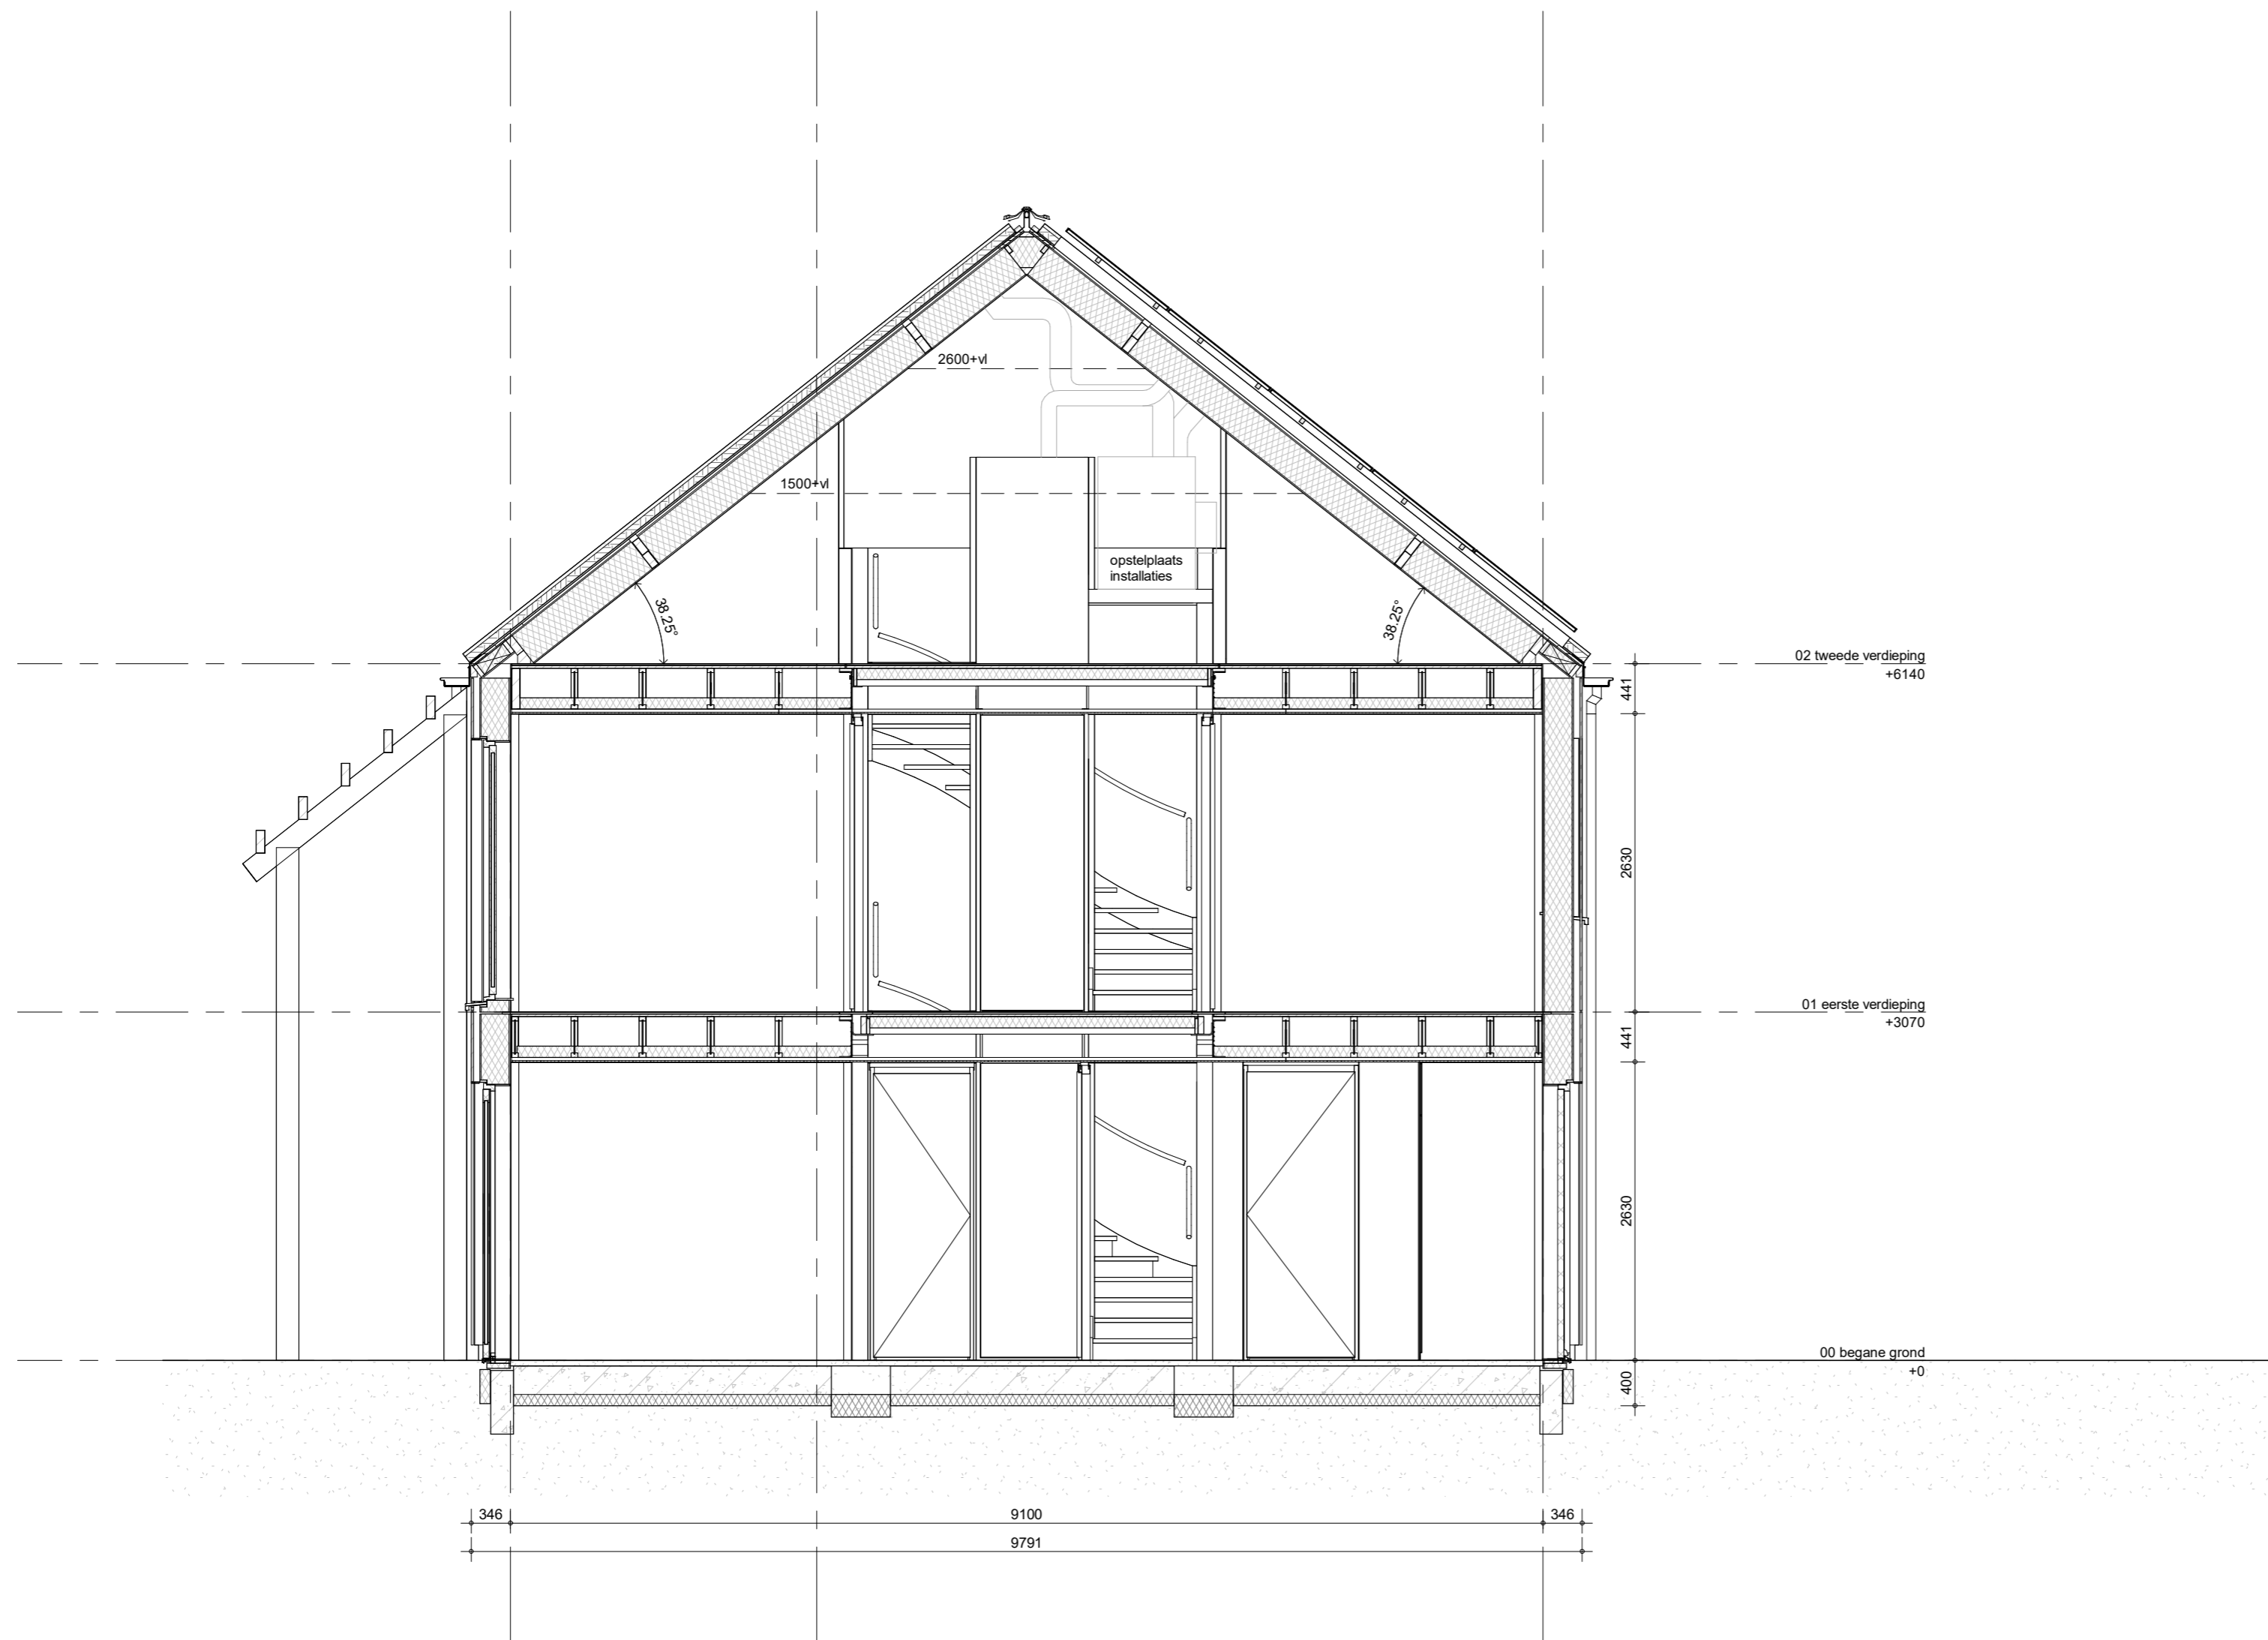 2600+vl
1500+vl
opstelplaats
installaties
38.25°
38.25°
02 tweede verdieping
+6140
441
2630
01 eerste verdieping
+3070
441
2630
00 begane grond
+0
400
346
9100
346
9791